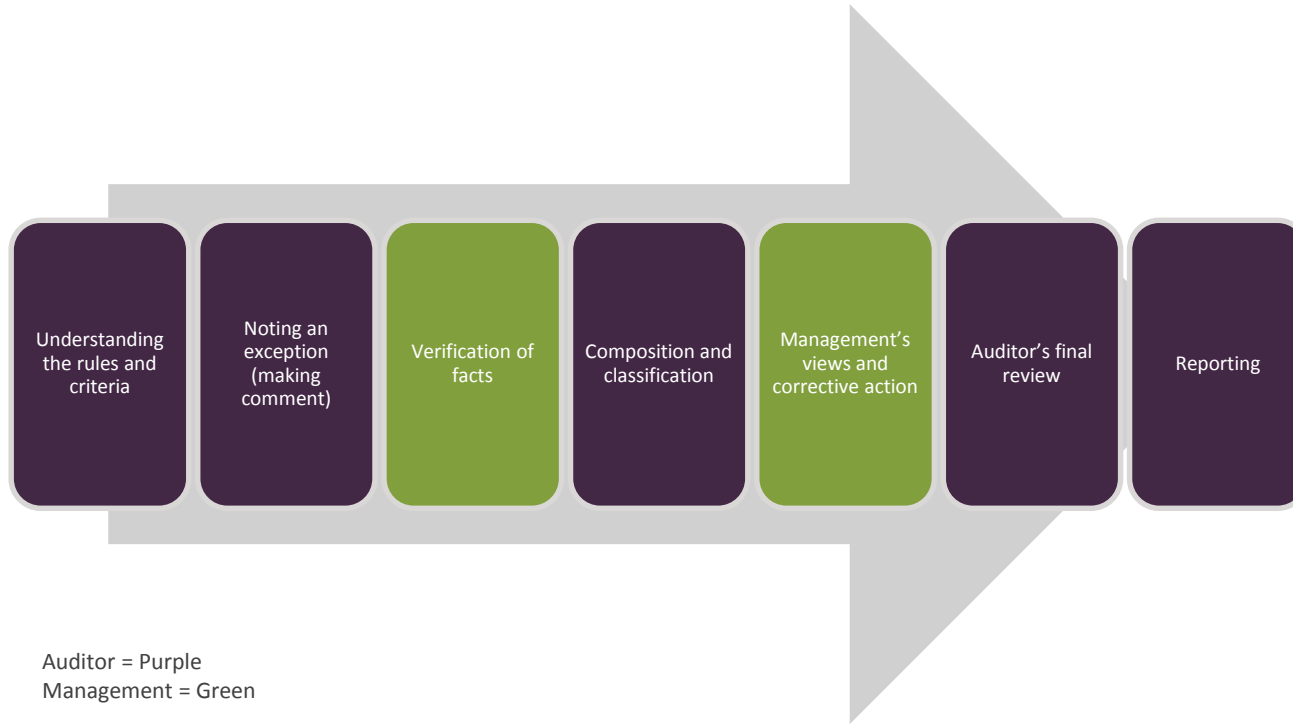 Understanding
the rules and
criteria
Noting an
exception
(making
comment)
Verification of
facts
Composition and
classification
Management’s
views and
corrective action
Auditor’s final
review
Reporting
Auditor = Purple
Management = Green